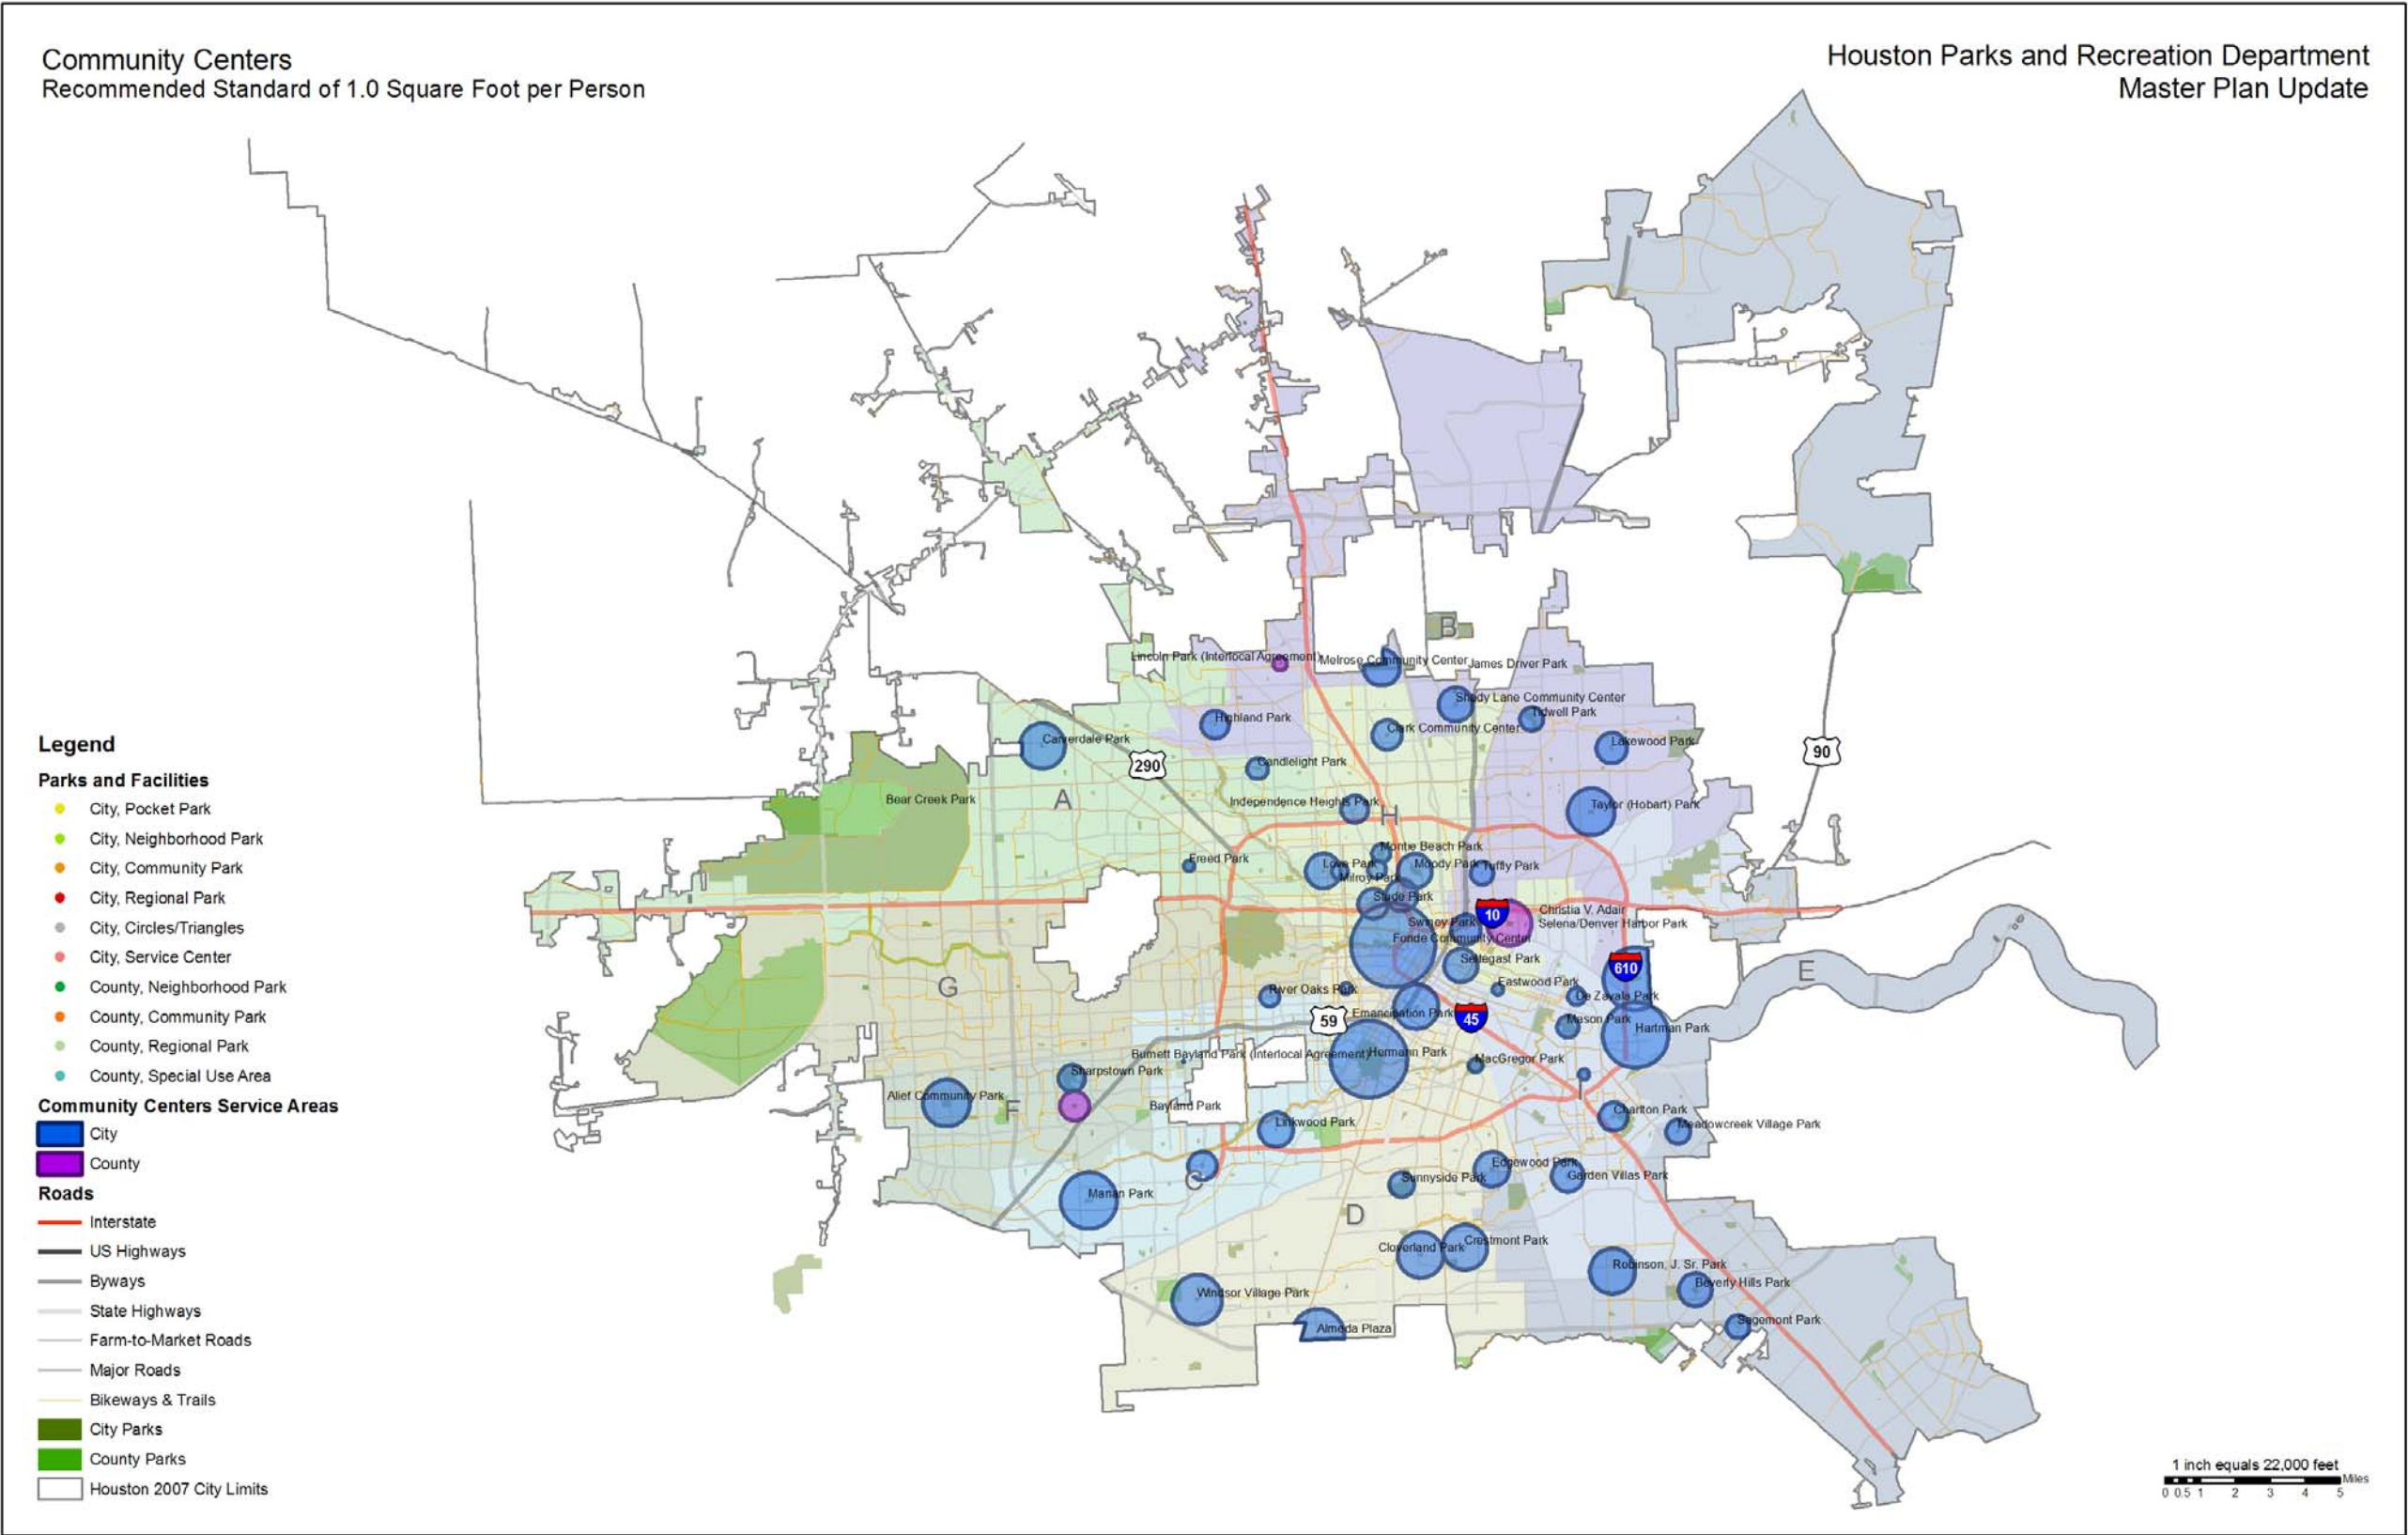 Community Centers
Recommended Standard of 1.0 Square Foot per Person
Houston Parks and Recreation Department
Master Plan Update
B
Lincoln Park (Interlocal Agreement)
Melrose Community Center
James Driver Park
Shady Lane Community Center
Tidwell Park
Highland Park
Clark Community Center
Carverdale Park
Lakewood Park
90
290
Candlelight Park
Bear Creek Park
A
Independence Heights Park
Taylor (Hobart) Park
H
Montie Beach Park
Freed Park
Love Park
Moody Park
Tuffy Park
Milroy Park
Stude Park
10
Christia V. Adair
Swiney Park
Selena/Denver Harbor Park
Fonde Community Center
Settegast Park
610
E
G
River Oaks Park
Eastwood Park
De Zavala Park
59
Emancipation Park
45
Mason Park
Hartman Park
Burnett Bayland Park (Interlocal Agreement)
Hermann Park
MacGregor Park
Sharpstown Park
I
Alief Community Park
F
Bayland Park
Charlton Park
Linkwood Park
Meadowcreek Village Park
Edgewood Park
C
Sunnyside Park
Garden Villas Park
Marian Park
D
Cloverland Park
Crestmont Park
Robinson, J. Sr. Park
Beverly Hills Park
Windsor Village Park
Almeda Plaza
Sagemont Park
Legend
Parks and Facilities
City, Pocket Park
City, Neighborhood Park
City, Community Park
City, Regional Park
City, Circles/Triangles
City, Service Center
County, Neighborhood Park
County, Community Park
County, Regional Park
County, Special Use Area
Community Centers Service Areas
City
County
Roads
Interstate
US Highways
Byways
State Highways
Farm-to-Market Roads
Major Roads
Bikeways & Trails
City Parks
County Parks
Houston 2007 City Limits
1 inch equals 22,000 feet
Miles
0 0.5 1 2 3 4 5